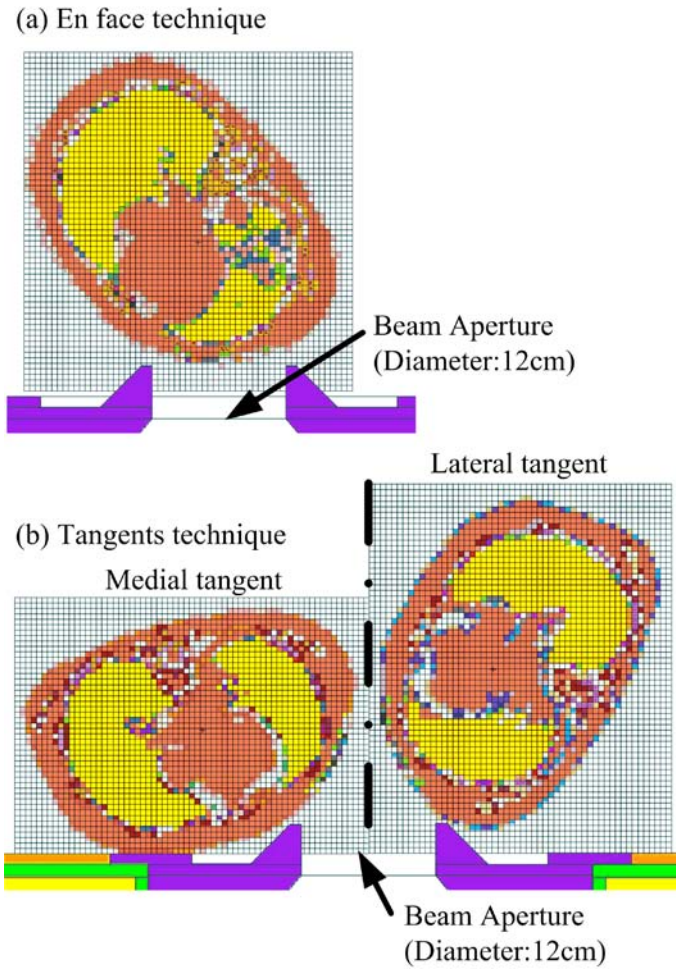 (a) En face technique
Beam Aperture
(Diameter:12cm)
Lateral tangent
(b) Tangents technique
Medial tangent
Beam Aperture
(Diameter:12cm)